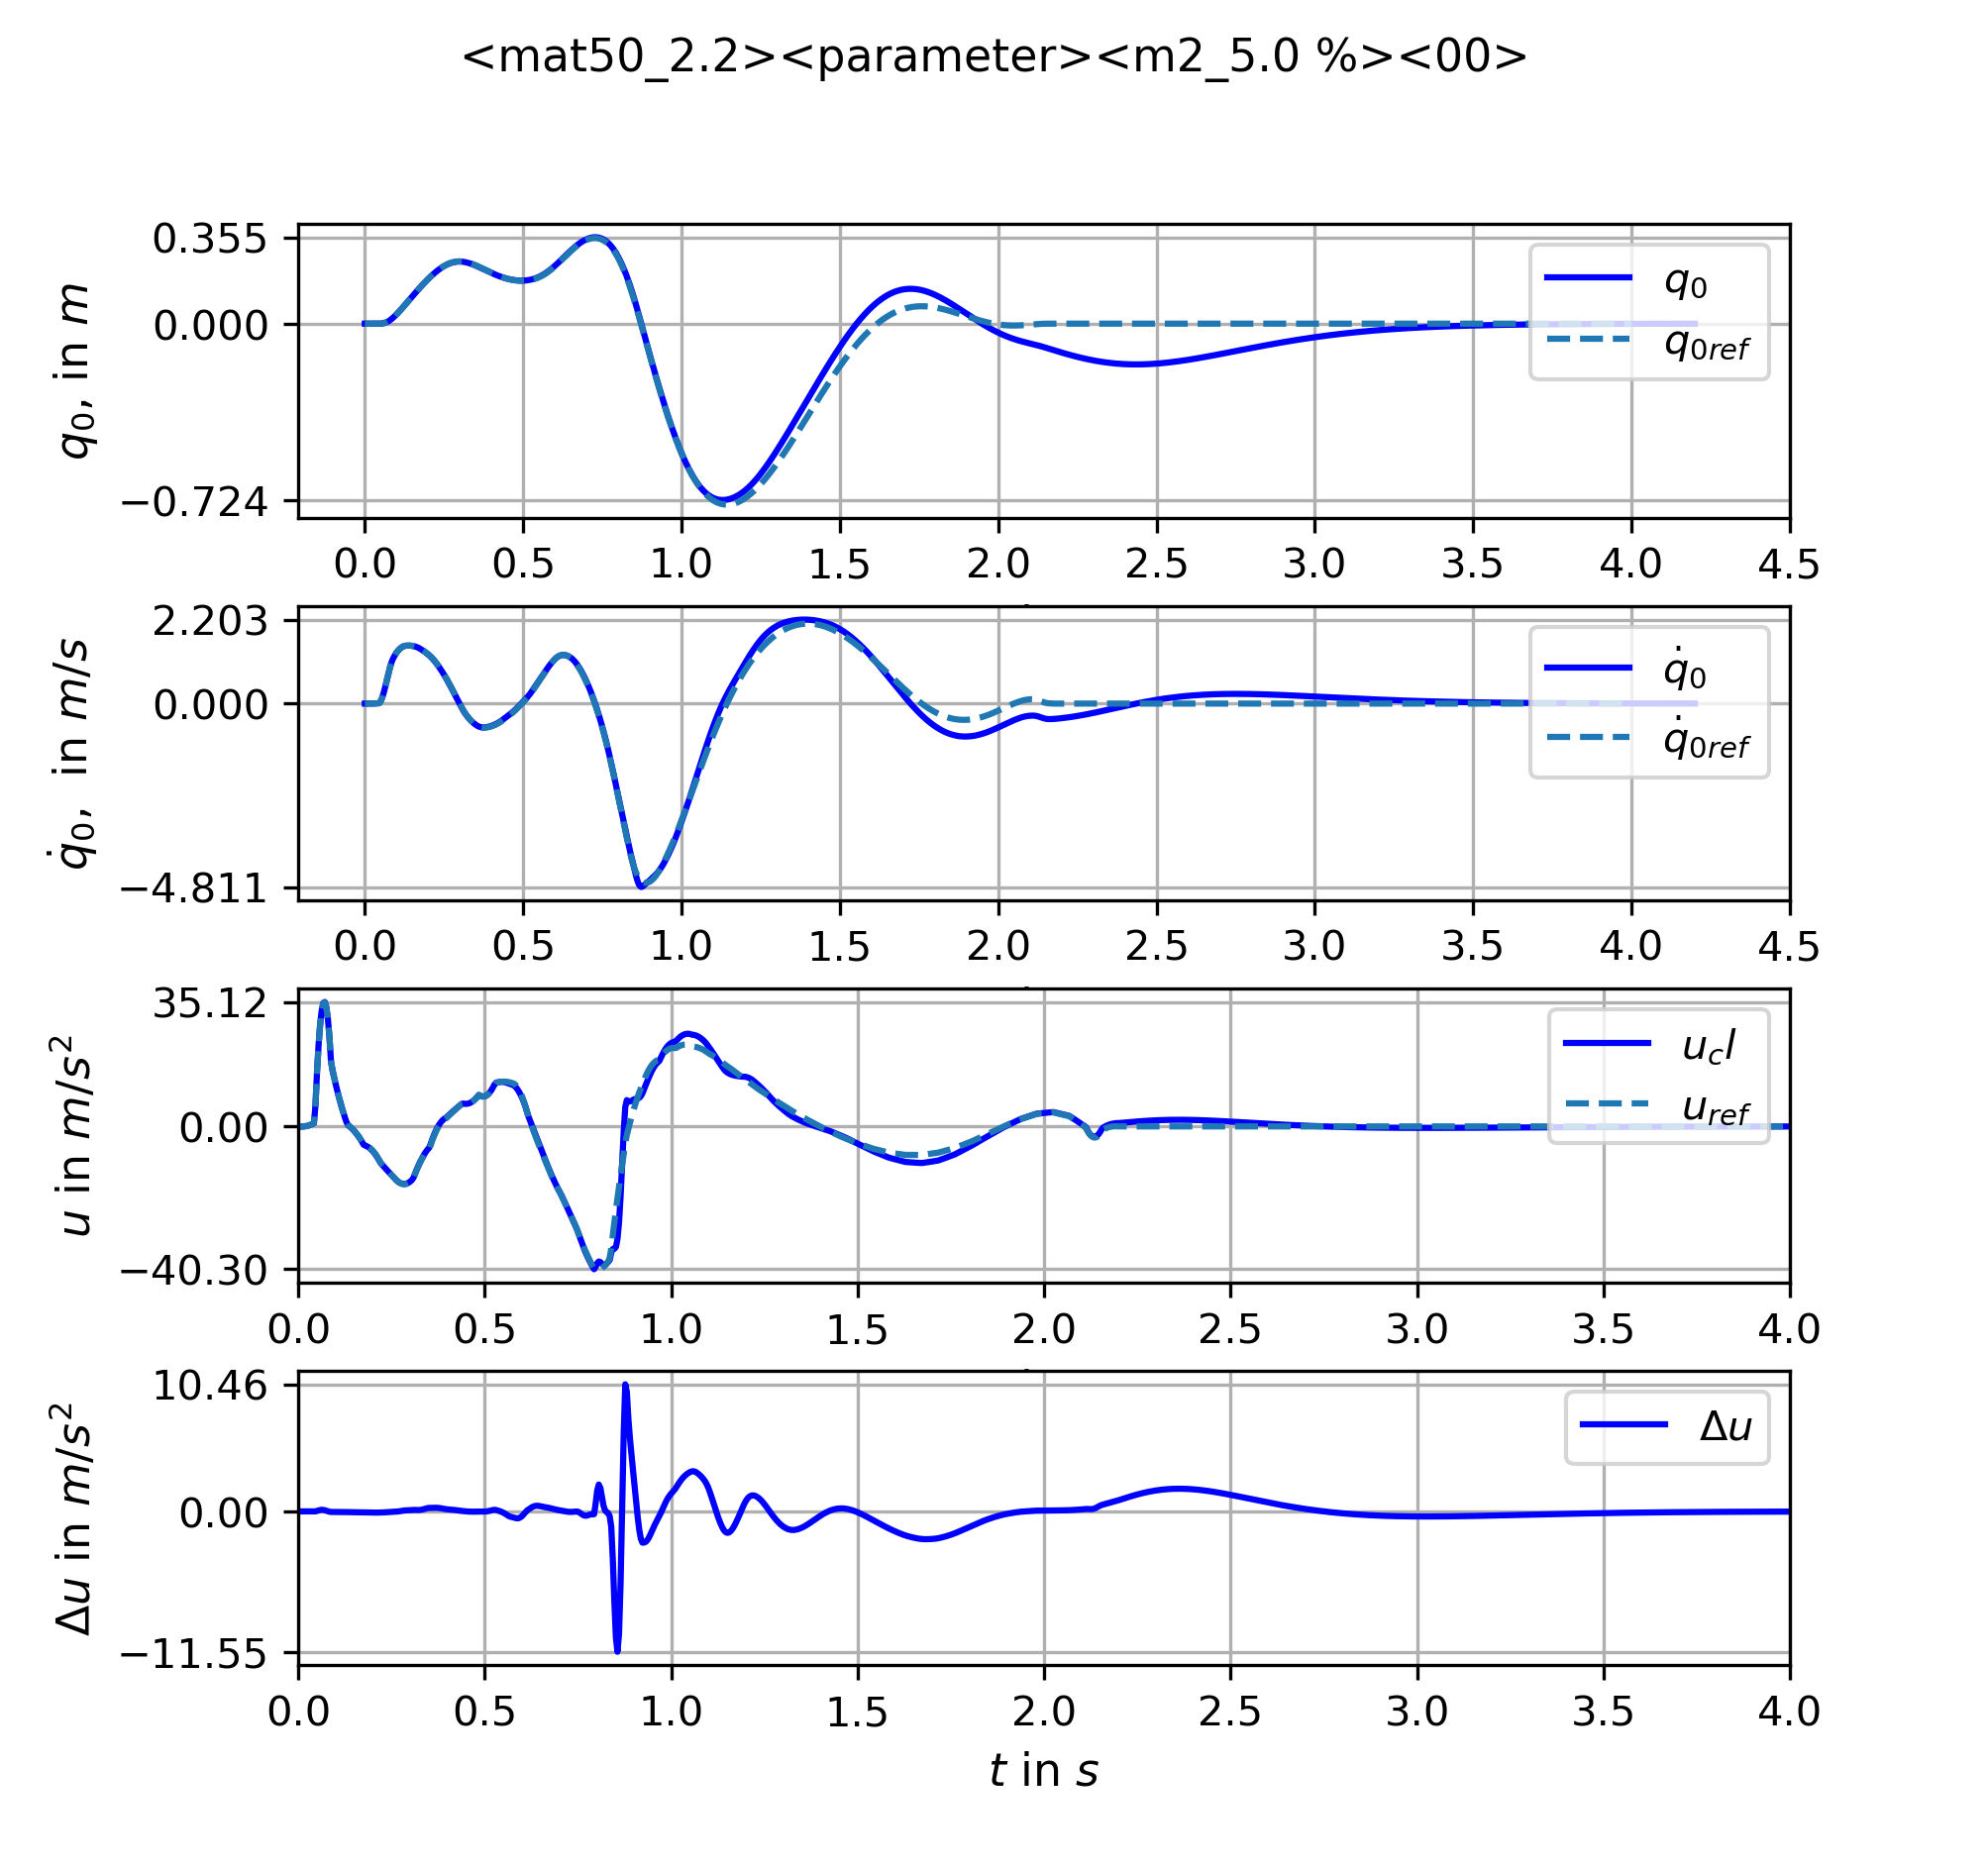 <mat50_2.2><parameter><m2_5.0 %><00>
q₀, in m
0.355
0.000
−0.724
q₀
q₀ref
0.0 0.5 1.0 1.5 2.0 2.5 3.0 3.5 4.0 4.5
q̇₀, in m/s
2.203
0.000
−4.811
q̇₀
q̇₀ref
0.0 0.5 1.0 1.5 2.0 2.5 3.0 3.5 4.0 4.5
u in m/s²
35.12
0.00
−40.30
u_cl
u_ref
0.0 0.5 1.0 1.5 2.0 2.5 3.0 3.5 4.0
Δu in m/s²
10.46
0.00
−11.55
Δu
0.0 0.5 1.0 1.5 2.0 2.5 3.0 3.5 4.0
t in s